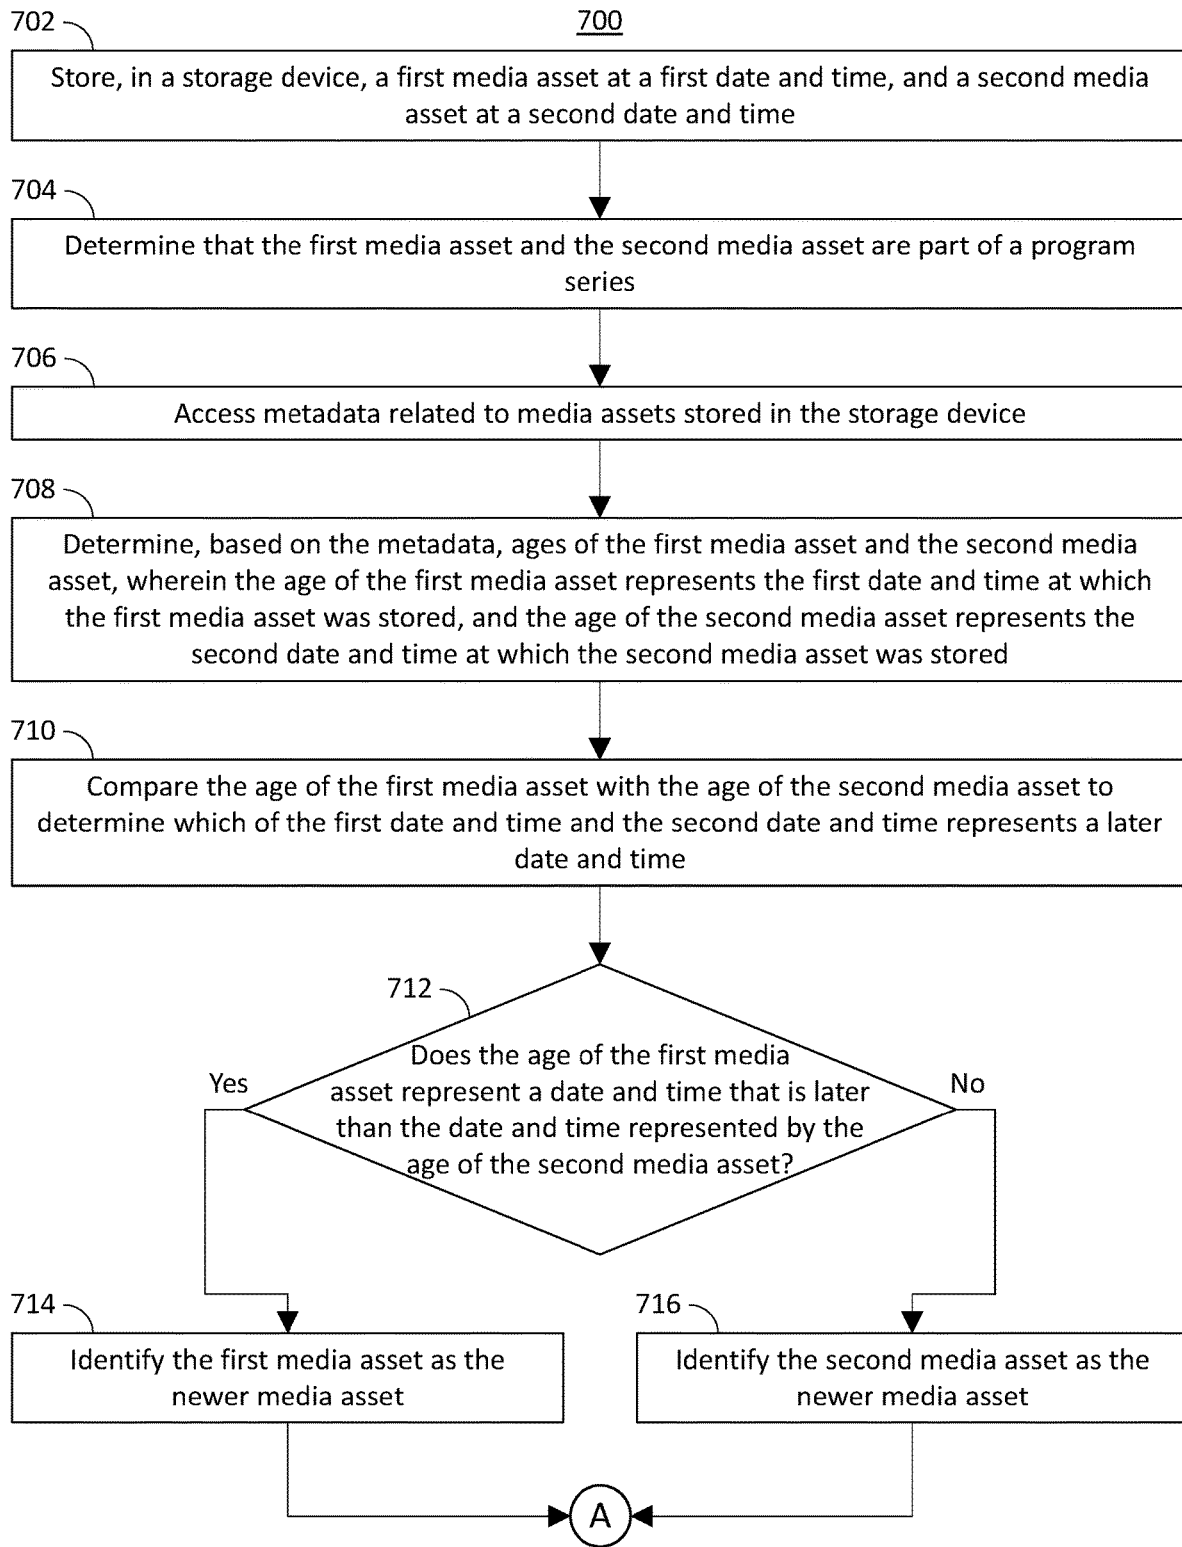 702
700
Store, in a storage device, a first media asset at a first date and time, and a second media
asset at a second date and time
704
Determine that the first media asset and the second media asset are part of a program
series
706
Access metadata related to media assets stored in the storage device
708
Determine, based on the metadata, ages of the first media asset and the second media
asset, wherein the age of the first media asset represents the first date and time at which
the first media asset was stored, and the age of the second media asset represents the
second date and time at which the second media asset was stored
710
Compare the age of the first media asset with the age of the second media asset to
determine which of the first date and time and the second date and time represents a later
date and time
712
Does the age of the first media
asset represent a date and time that is later
than the date and time represented by the
age of the second media asset?
Yes
No
714
Identify the first media asset as the
newer media asset
716
Identify the second media asset as the
newer media asset
A